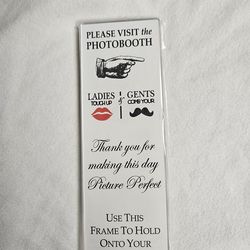 PLEASE VISIT the
PHOTOBOOTH
LADIES & GENTS
TOUCH UP COMB YOUR
Thank you for
making this day
Picture Perfect
USE THIS
FRAME TO HOLD
ONTO YOUR